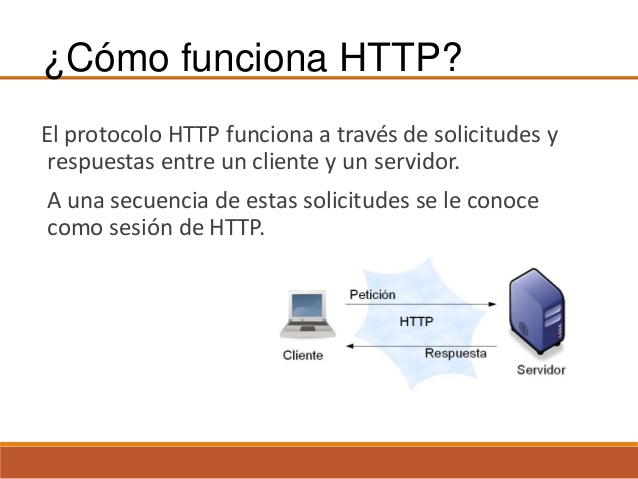 ¿Cómo funciona HTTP?
El protocolo HTTP funciona a través de solicitudes y
respuestas entre un cliente y un servidor.
A una secuencia de estas solicitudes se le conoce
como sesión de HTTP.
Petición
HTTP
Cliente
Respuesta
Servidor